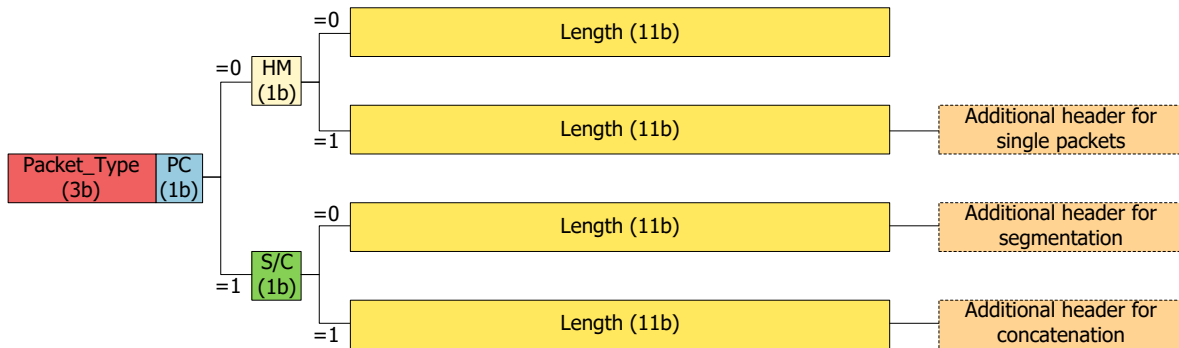 =0
Length (11b)
=0
HM
(1b)
=1
Length (11b)
Additional header for
single packets
Packet_Type
(3b)
PC
(1b)
=0
Length (11b)
Additional header for
segmentation
=1
S/C
(1b)
=1
Length (11b)
Additional header for
concatenation